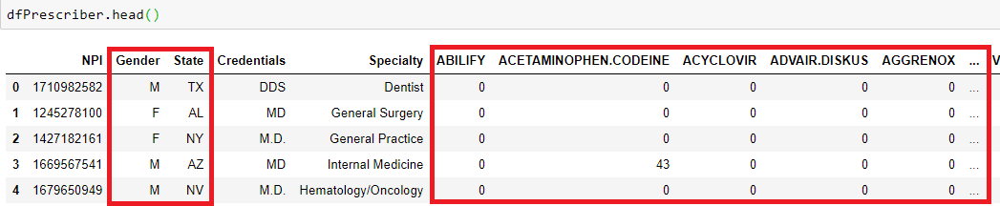 dfPrescriber.head()
NPI Gender State Credentials Specialty ABILIFY ACETAMINOPHEN.CODEINE ACYCLOVIR ADVAIR.DISKUS AGGRENOX ... V
0 1710982582 M TX DDS Dentist 0 0 0 0 0 ...
1 1245278100 F AL MD General Surgery 0 0 0 0 0 ...
2 1427182161 F NY M.D. General Practice 0 0 0 0 0 ...
3 1669567541 M AZ MD Internal Medicine 0 43 0 0 0 ...
4 1679650949 M NV M.D. Hematology/Oncology 0 0 0 0 0 ...